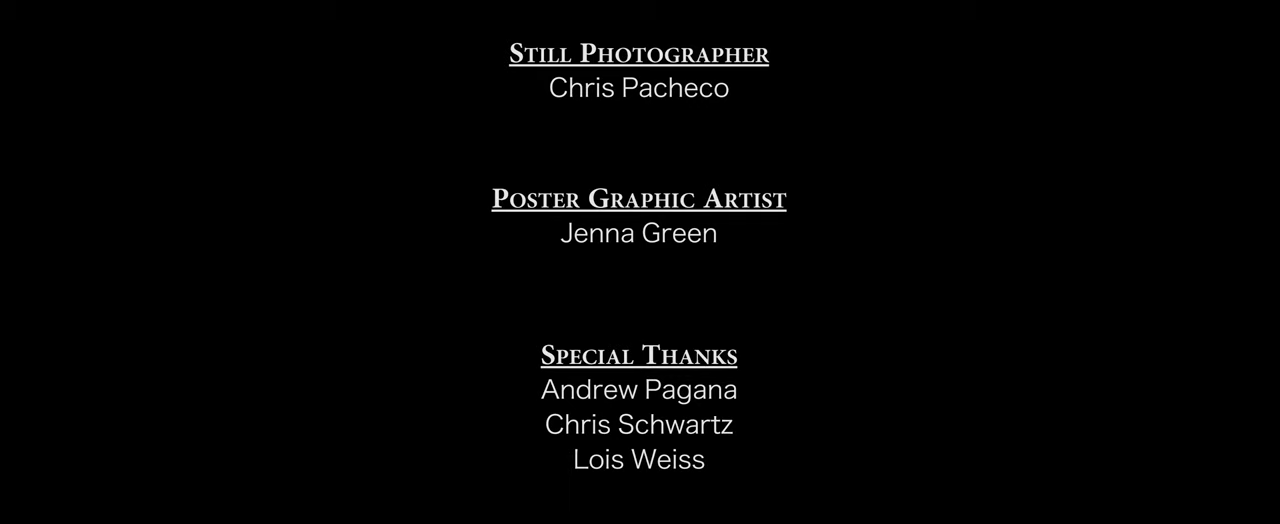 Still Photographer
Chris Pacheco
Poster Graphic Artist
Jenna Green
Special Thanks
Andrew Pagana
Chris Schwartz
Lois Weiss